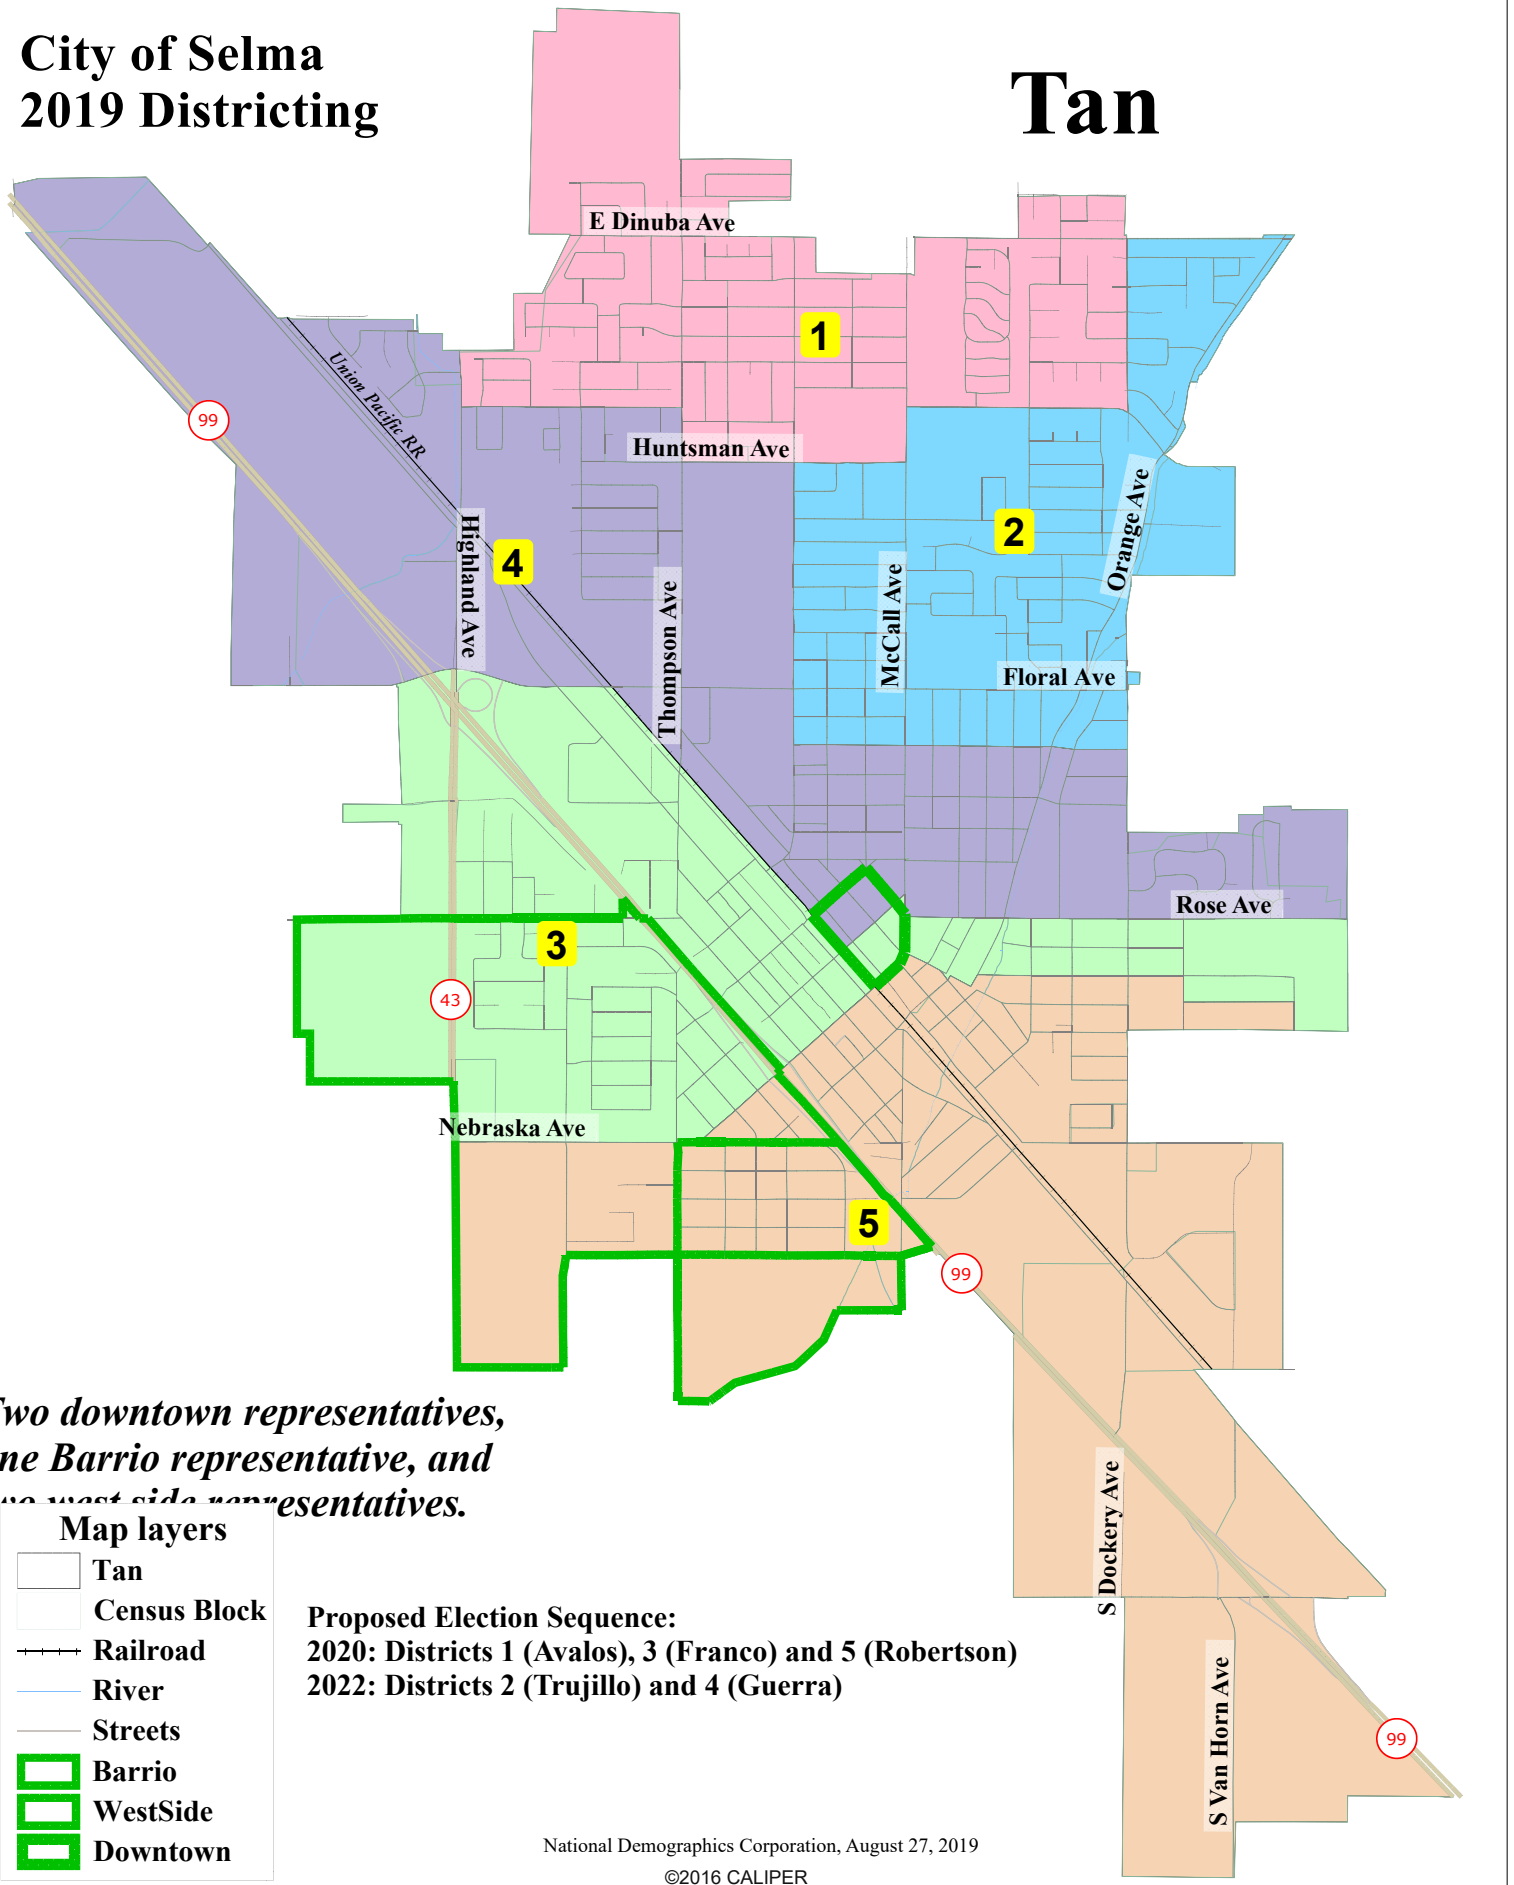 City of Selma
2019 Districting
Tan
E Dinuba Ave
1
Union Pacific RR
99
Huntsman Ave
Highland Ave
4
2
Orange Ave
Thompson Ave
McCall Ave
Floral Ave
Rose Ave
3
43
Nebraska Ave
5
99
wo downtown representatives,
ne Barrio representative, and
wo west side representatives.
Map layers
Tan
Census Block
Railroad
River
Streets
Barrio
WestSide
Downtown
Proposed Election Sequence:
2020: Districts 1 (Avalos), 3 (Franco) and 5 (Robertson)
2022: Districts 2 (Trujillo) and 4 (Guerra)
S Dockery Ave
S Van Horn Ave
99
National Demographics Corporation, August 27, 2019
©2016 CALIPER